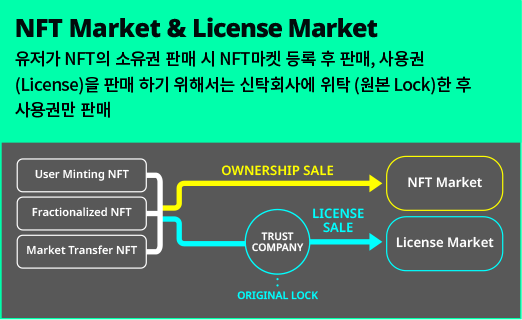 NFT Market & License Market
유저가 NFT의 소유권 판매 시 NFT마켓 등록 후 판매, 사용권
(License)을 판매 하기 위해서는 신탁회사에 위탁 (원본 Lock)한 후
사용권만 판매
User Minting NFT
Fractionalized NFT
Market Transfer NFT
OWNERSHIP SALE
NFT Market
LICENSE
SALE
TRUST
COMPANY
License Market
ORIGINAL LOCK